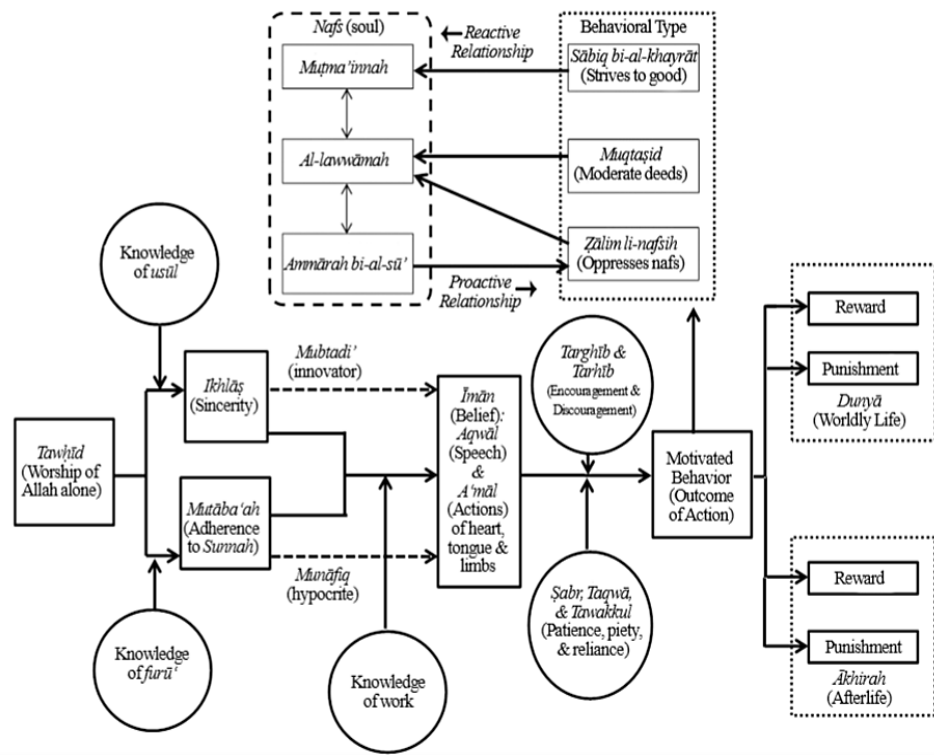 Nafs (soul)
Muṭma’innah
Al-lawwāmah
Ammārah bi-al-sū’
← Reactive
Relationship
Proactive →
Relationship
Behavioral Type
Sābiq bi-al-khayrāt
(Strives to good)
Muqtaṣid
(Moderate deeds)
Ẓālim li-nafsih
(Oppresses nafs)
Knowledge
of usūl
Tawḥīd
(Worship of
Allah alone)
Ikhlāṣ
(Sincerity)
Mutāba‘ah
(Adherence
to Sunnah)
Knowledge
of furū‘
Mubtadi’
(innovator)
Munāfiq
(hypocrite)
Knowledge
of work
Īmān
(Belief):
Aqwāl
(Speech)
&
A‘māl
(Actions)
of heart,
tongue &
limbs
Targhīb &
Tarhīb
(Encouragement &
Discouragement)
Ṣabr, Taqwā,
& Tawakkul
(Patience, piety,
& reliance)
Motivated
Behavior
(Outcome
of Action)
Reward
Punishment
Dunyā
(Worldly Life)
Reward
Punishment
Ākhirah
(Afterlife)